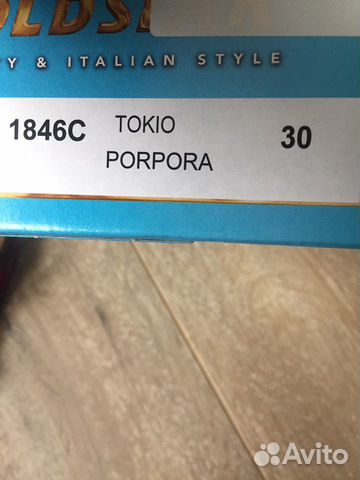 Y & ITALIAN STYLE
1846C TOKIO 30
PORPORA
Avito